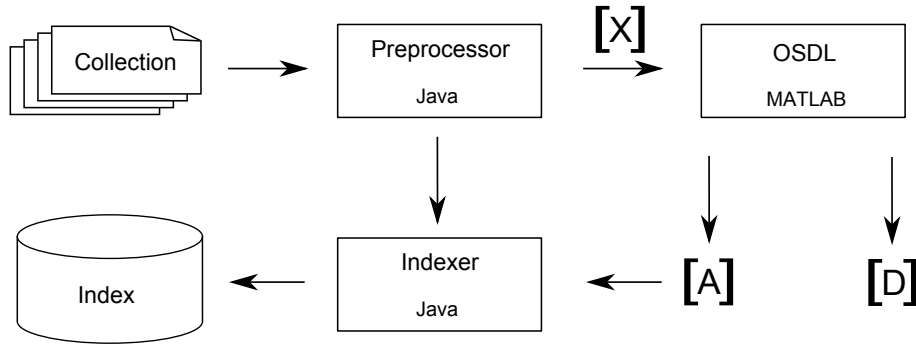 Collection
Preprocessor
Java
[X]
OSDL
MATLAB
Index
Indexer
Java
[A]
[D]